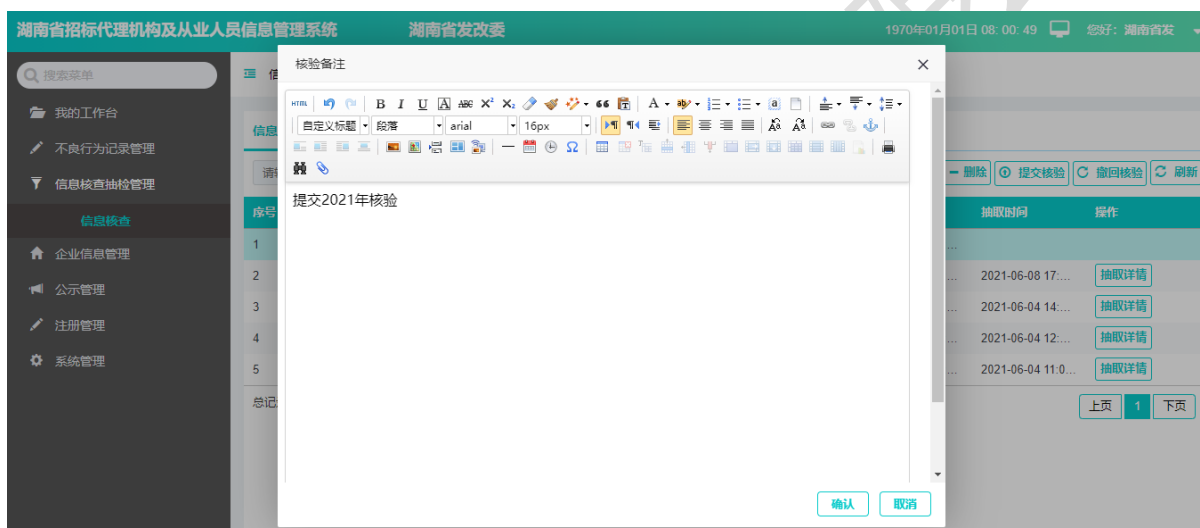 湖南省招标代理机构及从业人员信息管理系统 湖南省发改委 1970年01月01日 08: 00: 49 您好: 湖南省发
搜索菜单
我的工作台
不良行为记录管理
信息核查抽检管理
信息核查
企业信息管理
公示管理
注册管理
系统管理
核验备注 ×
HTML B I U A ABC X² X₂ A ab a
自定义标题 段落 arial 16px Aa Aa
Ω
提交2021年核验
确认 取消
信息
删除 提交核验 撤回核验 刷新
序号 抽取时间 操作
1 ...
2 ... 2021-06-08 17:... 抽取详情
3 ... 2021-06-04 14:... 抽取详情
4 ... 2021-06-04 12:... 抽取详情
5 ... 2021-06-04 11:0... 抽取详情
总记
上页 1 下页